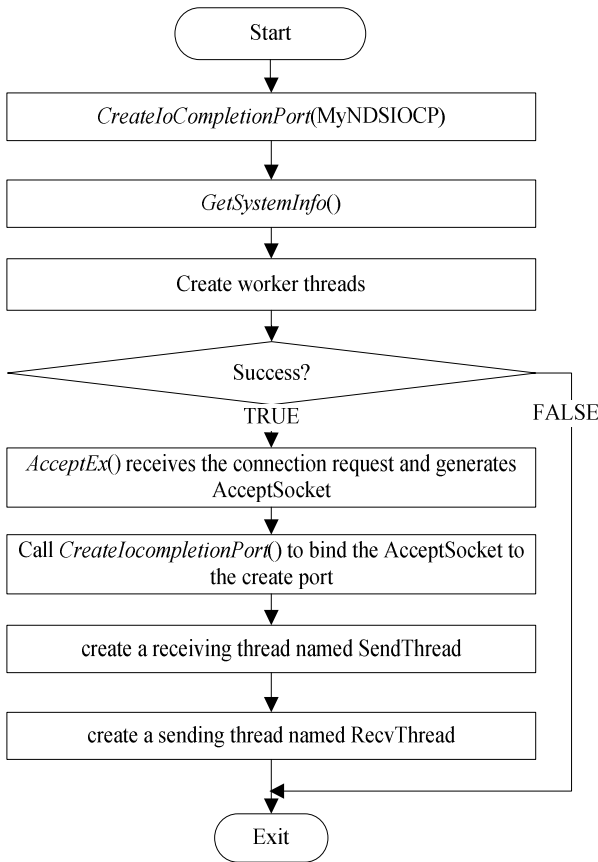 Start
CreateIoCompletionPort(MyNDSIOCP)
GetSystemInfo()
Create worker threads
Success?
TRUE
FALSE
AcceptEx() receives the connection request and generates
AcceptSocket
Call CreateIocompletionPort() to bind the AcceptSocket to
the create port
create a receiving thread named SendThread
create a sending thread named RecvThread
Exit